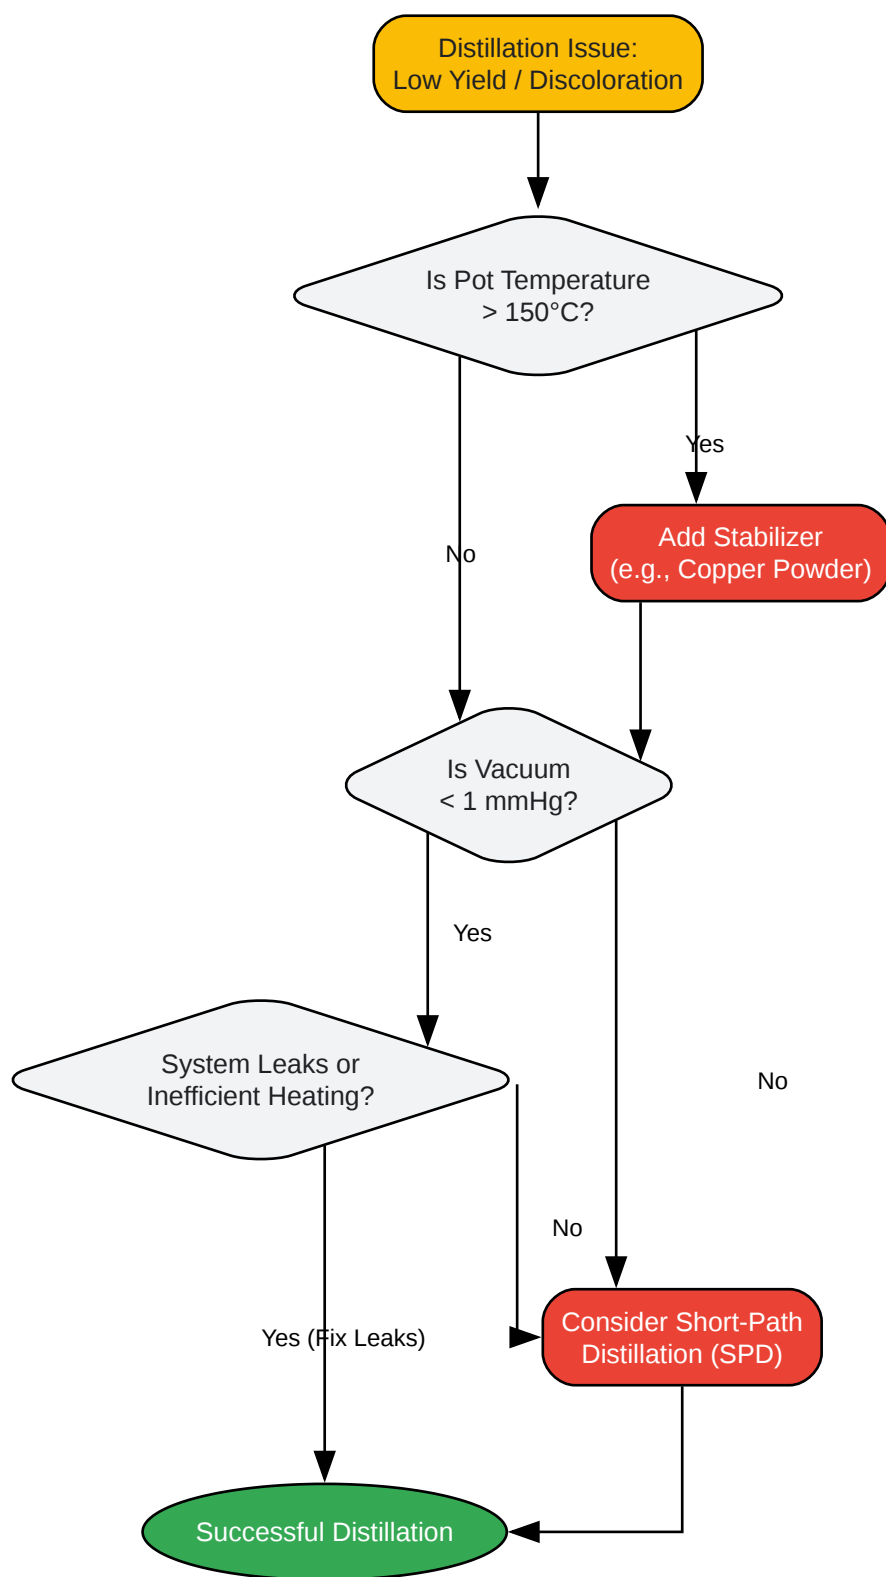 Distillation Issue:
Low Yield / Discoloration
Is Pot Temperature
> 150°C?
Yes
Add Stabilizer
(e.g., Copper Powder)
No
Is Vacuum
< 1 mmHg?
Yes
System Leaks or
Inefficient Heating?
No
No
Consider Short-Path
Distillation (SPD)
Yes (Fix Leaks)
Successful Distillation